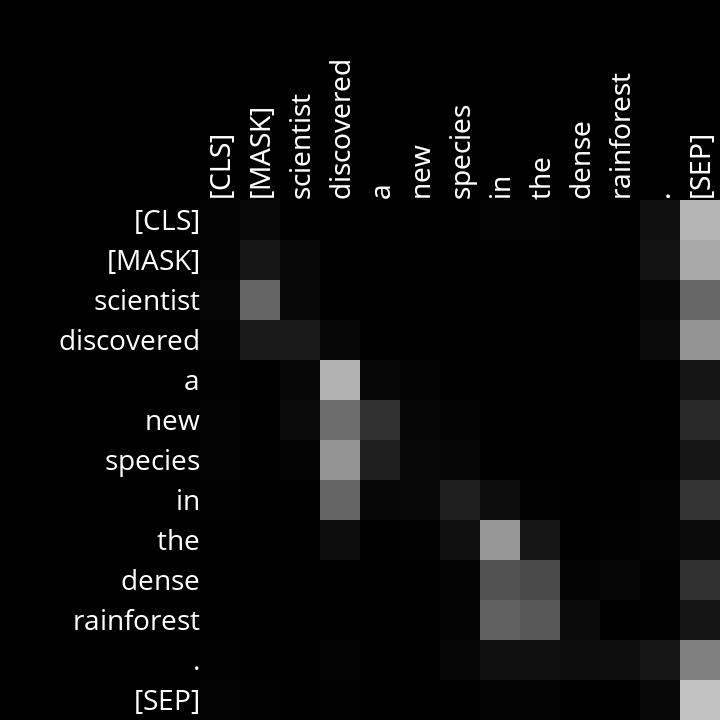 [CLS]
[MASK]
scientist
discovered
a
new
species
in
the
dense
rainforest
.
[SEP]
[CLS]
[MASK]
scientist
discovered
a
new
species
in
the
dense
rainforest
.
[SEP]